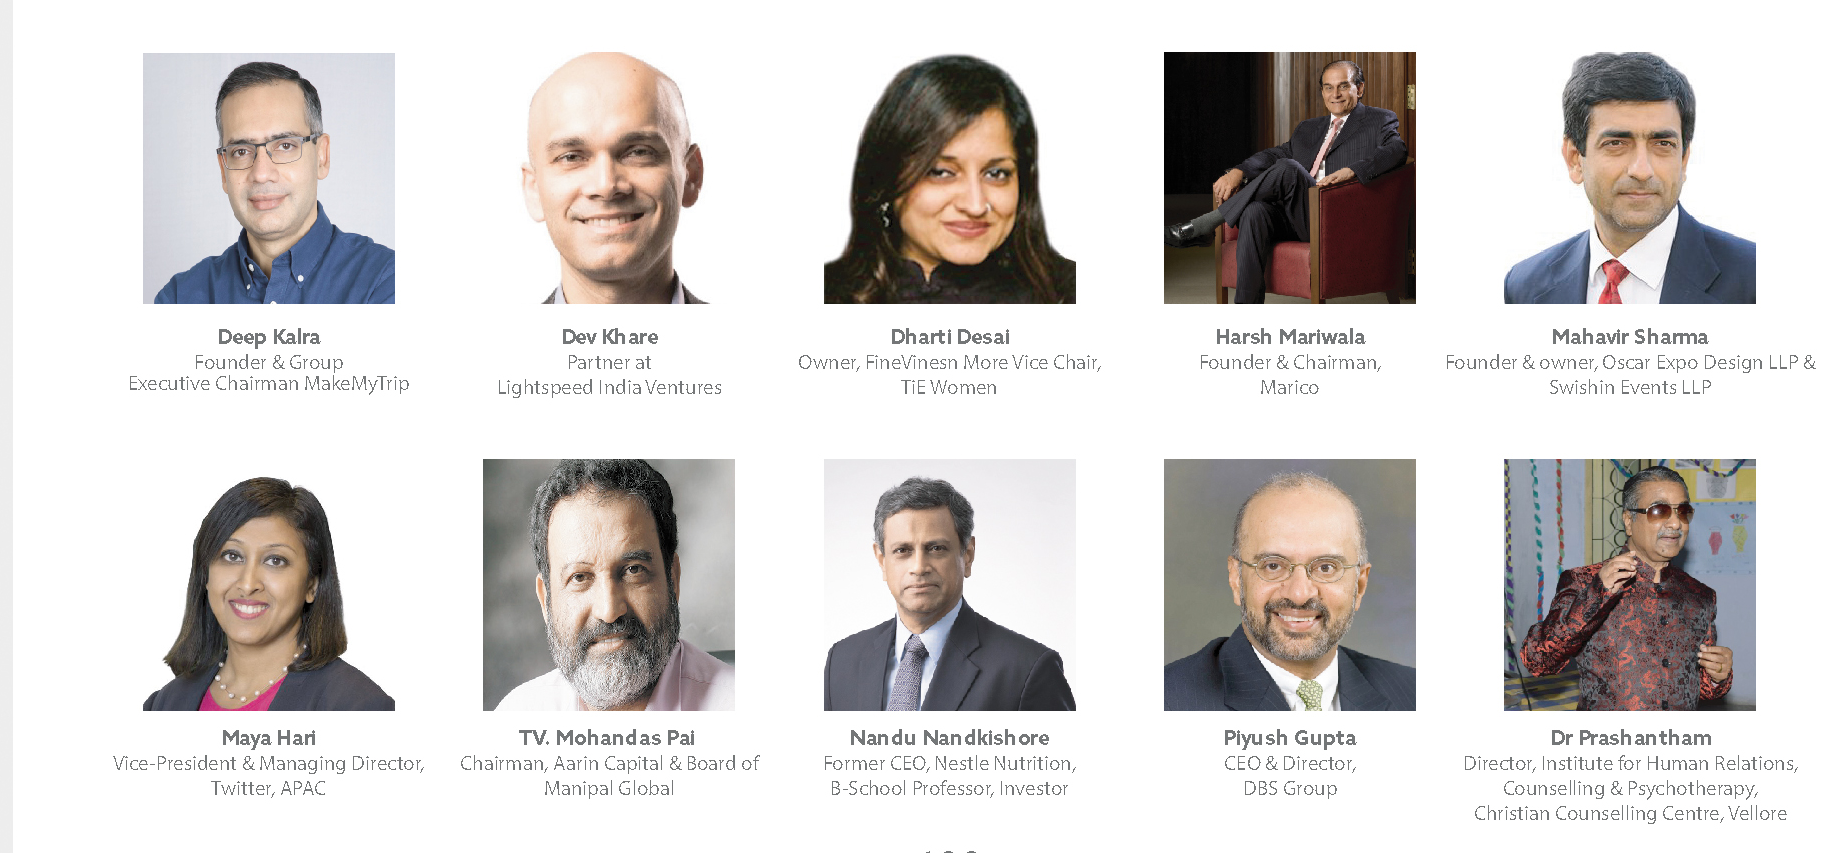 Deep Kalra
Founder & Group
Executive Chairman MakeMyTrip
Dev Khare
Partner at
Lightspeed India Ventures
Dharti Desai
Owner, FineVinesn More Vice Chair,
TiE Women
Harsh Mariwala
Founder & Chairman,
Marico
Mahavir Sharma
Founder & owner, Oscar Expo Design LLP &
Swishin Events LLP
Maya Hari
Vice-President & Managing Director,
Twitter, APAC
TV. Mohandas Pai
Chairman, Aarin Capital & Board of
Manipal Global
Nandu Nandkishore
Former CEO, Nestle Nutrition,
B-School Professor, Investor
Piyush Gupta
CEO & Director,
DBS Group
Dr Prashantham
Director, Institute for Human Relations,
Counselling & Psychotherapy,
Christian Counselling Centre, Vellore